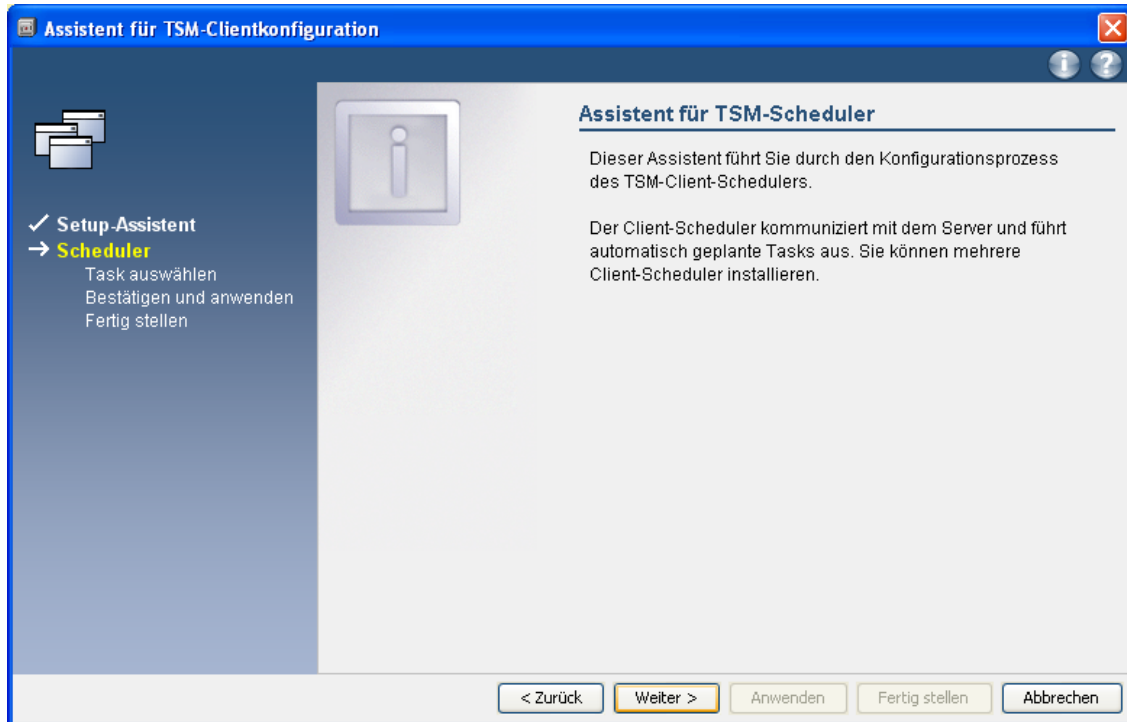 Assistent für TSM-Clientkonfiguration
Setup-Assistent
Scheduler
Task auswählen
Bestätigen und anwenden
Fertig stellen
Assistent für TSM-Scheduler
Dieser Assistent führt Sie durch den Konfigurationsprozess
des TSM-Client-Schedulers.
Der Client-Scheduler kommuniziert mit dem Server und führt
automatisch geplante Tasks aus. Sie können mehrere
Client-Scheduler installieren.
< Zurück
Weiter >
Anwenden
Fertig stellen
Abbrechen